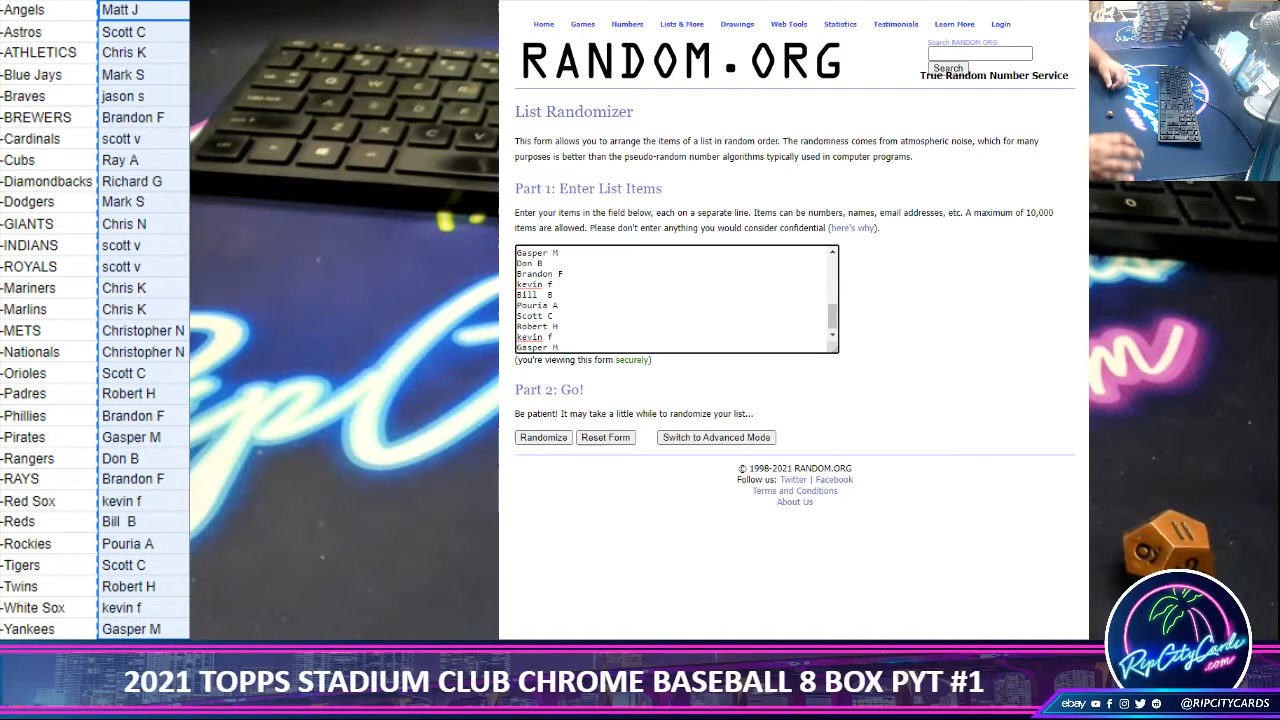 -Angels Matt J
-Astros Scott C
-ATHLETICS Chris K
-Blue Jays Mark S
-Braves jason s
-BREWERS Brandon F
-Cardinals scott v
-Cubs Ray A
-Diamondbacks Richard G
-Dodgers Mark S
-GIANTS Chris N
-INDIANS scott v
-ROYALS scott v
-Mariners Chris K
-Marlins Chris K
-METS Christopher N
-Nationals Christopher N
-Orioles Scott C
-Padres Robert H
-Phillies Brandon F
-Pirates Gasper M
-Rangers Don B
-RAYS Brandon F
-Red Sox kevin f
-Reds Bill  B
-Rockies Pouria A
-Tigers Scott C
-Twins Robert H
-White Sox kevin f
-Yankees Gasper M
Home Games Numbers Lists & More Drawings Web Tools Statistics Testimonials Learn More Login
RANDOM.ORG
Search RANDOM.ORG
Search
True Random Number Service
List Randomizer
This form allows you to arrange the items of a list in random order. The randomness comes from atmospheric noise, which for many
purposes is better than the pseudo-random number algorithms typically used in computer programs.
Part 1: Enter List Items
Enter your items in the field below, each on a separate line. Items can be numbers, names, email addresses, etc. A maximum of 10,000
items are allowed. Please don't enter anything you would consider confidential (here's why).
Gasper M
Don B
Brandon F
kevin f
Bill  B
Pouria A
Scott C
Robert H
kevin f
Gasper M
(you're viewing this form securely)
Part 2: Go!
Be patient! It may take a little while to randomize your list...
Randomize Reset Form Switch to Advanced Mode
© 1998-2021 RANDOM.ORG
Follow us: Twitter | Facebook
Terms and Conditions
About Us
11
RipCityCards
.com
2021 TOPPS STADIUM CLUB CHROME BASEBALL 8 BOX PYT #1
ebay @RIPCITYCARDS